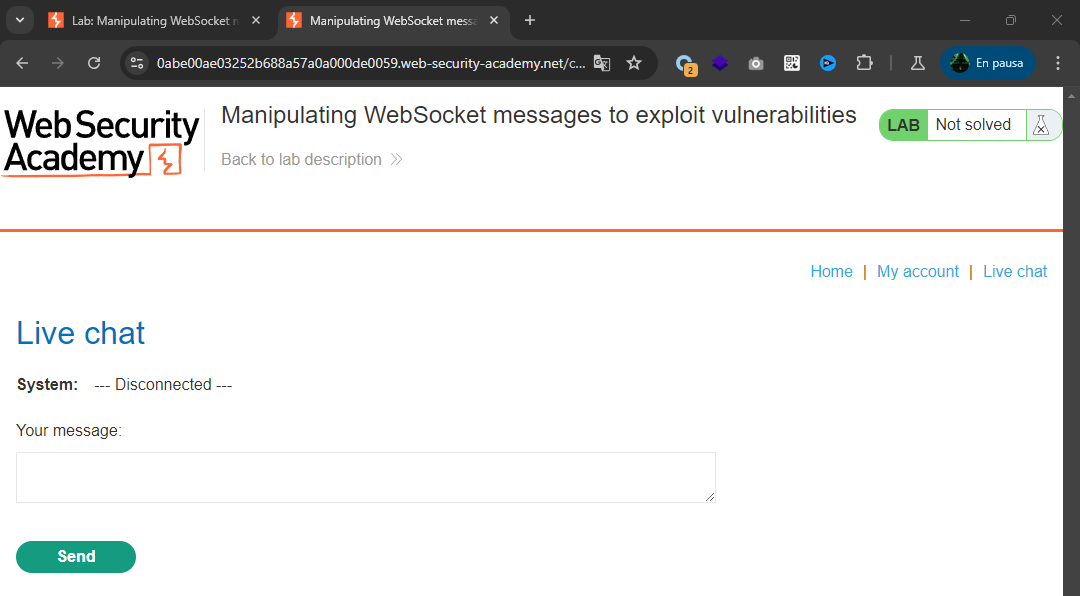 Lab: Manipulating WebSocket n
Manipulating WebSocket messa
0abe00ae03252b688a57a0a000de0059.web-security-academy.net/c...
2
En pausa
Web Security
Academy
Manipulating WebSocket messages to exploit vulnerabilities
Back to lab description
LAB
Not solved
Home | My account | Live chat
Live chat
System: --- Disconnected ---
Your message:
Send